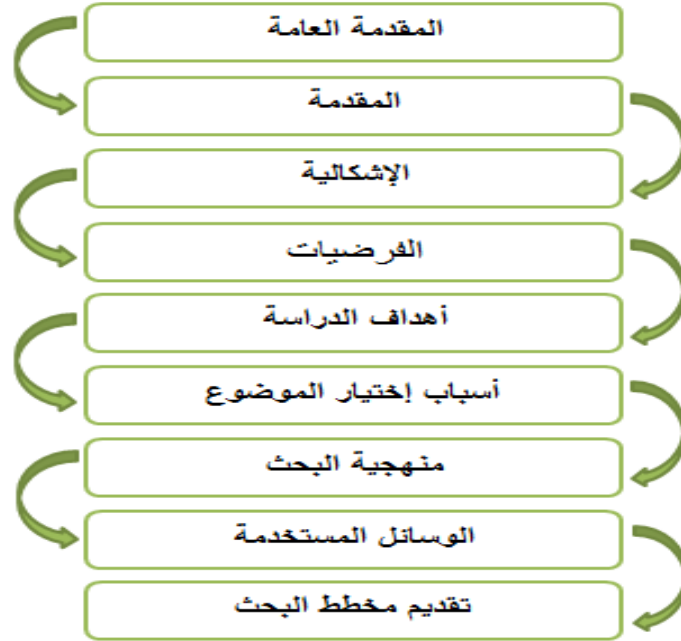 المقدمة العامة
المقدمة
الإشكالية
الفرضيات
أهداف الدراسة
أسباب إختيار الموضوع
منهجية البحث
الوسائل المستخدمة
تقديم مخطط البحث